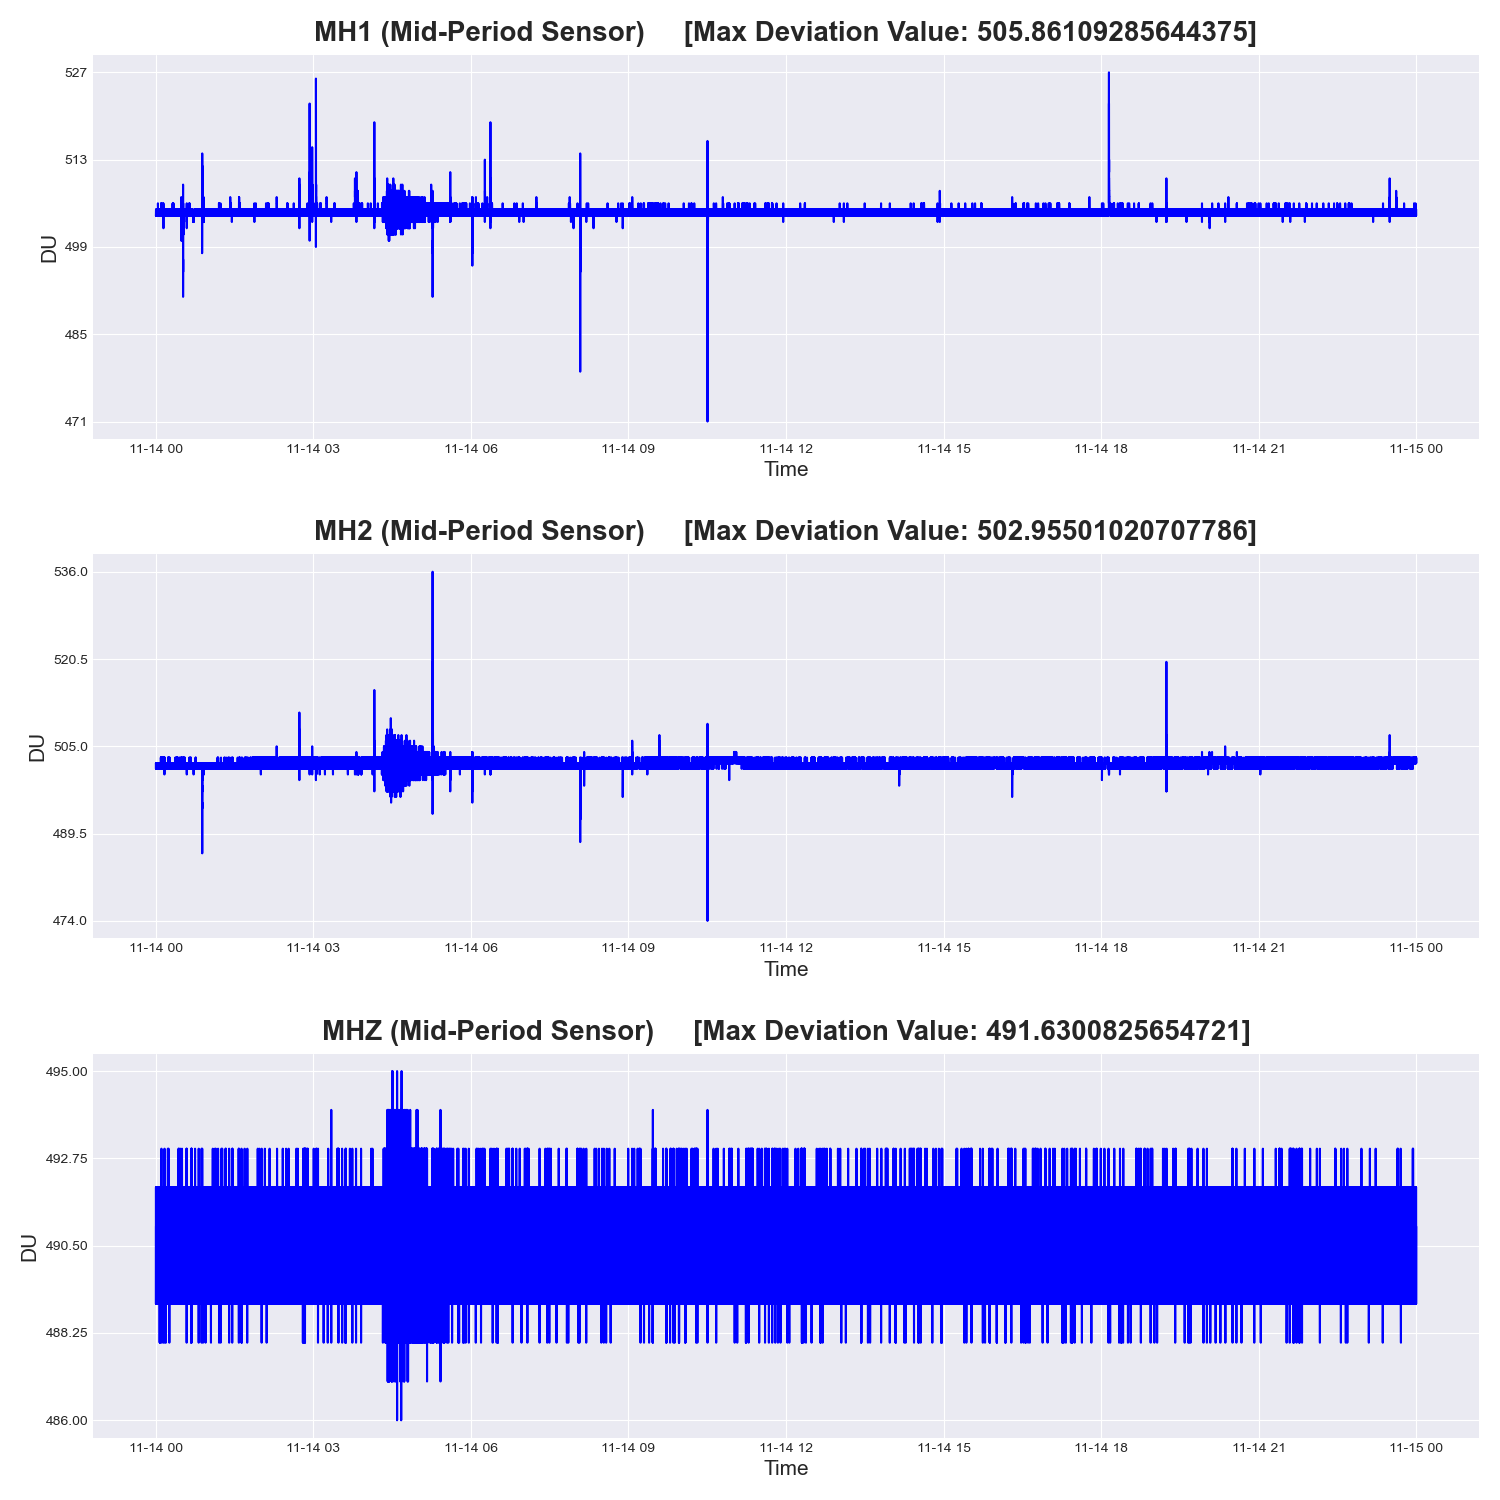 MH1 (Mid-Period Sensor) [Max Deviation Value: 505.86109285644375]
527
513
499
485
471
DU
11-14 00 11-14 03 11-14 06 11-14 09 11-14 12 11-14 15 11-14 18 11-14 21 11-15 00
Time
MH2 (Mid-Period Sensor) [Max Deviation Value: 502.95501020707786]
536.0
520.5
505.0
489.5
474.0
DU
11-14 00 11-14 03 11-14 06 11-14 09 11-14 12 11-14 15 11-14 18 11-14 21 11-15 00
Time
MHZ (Mid-Period Sensor) [Max Deviation Value: 491.6300825654721]
495.00
492.75
490.50
488.25
486.00
DU
11-14 00 11-14 03 11-14 06 11-14 09 11-14 12 11-14 15 11-14 18 11-14 21 11-15 00
Time